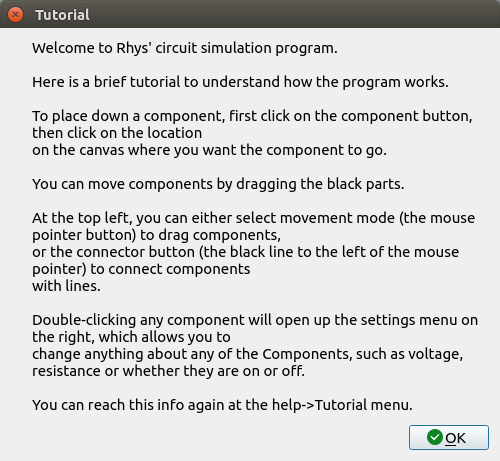 Tutorial
Welcome to Rhys' circuit simulation program.
Here is a brief tutorial to understand how the program works.
To place down a component, first click on the component button,
then click on the location
on the canvas where you want the component to go.
You can move components by dragging the black parts.
At the top left, you can either select movement mode (the mouse
pointer button) to drag components,
or the connector button (the black line to the left of the mouse
pointer) to connect components
with lines.
Double-clicking any component will open up the settings menu on
the right, which allows you to
change anything about any of the Components, such as voltage,
resistance or whether they are on or off.
You can reach this info again at the help->Tutorial menu.
OK